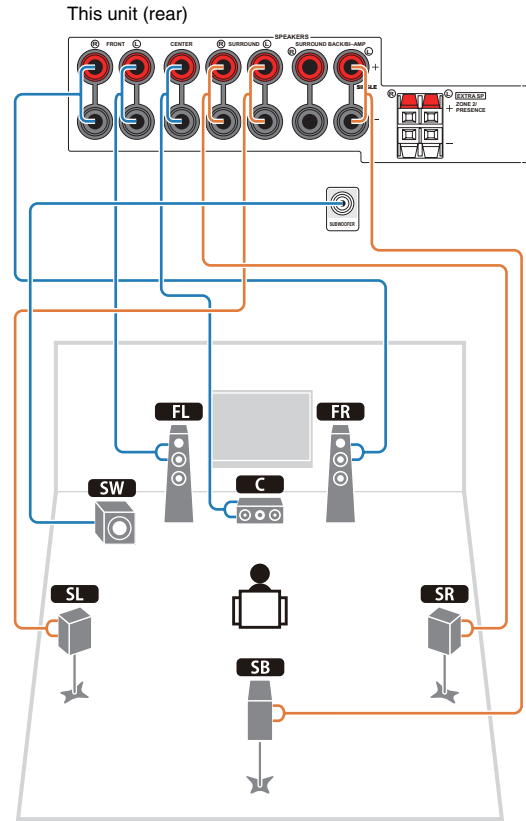 This unit (rear)
SPEAKERS
R FRONT L CENTER R SURROUND L SURROUND BACK/BI–AMP
R L
+
SINGLE
–
R L EXTRA SP
+ ZONE 2/
PRESENCE
–
SUBWOOFER
FL FR
SW C
SL SR
SB